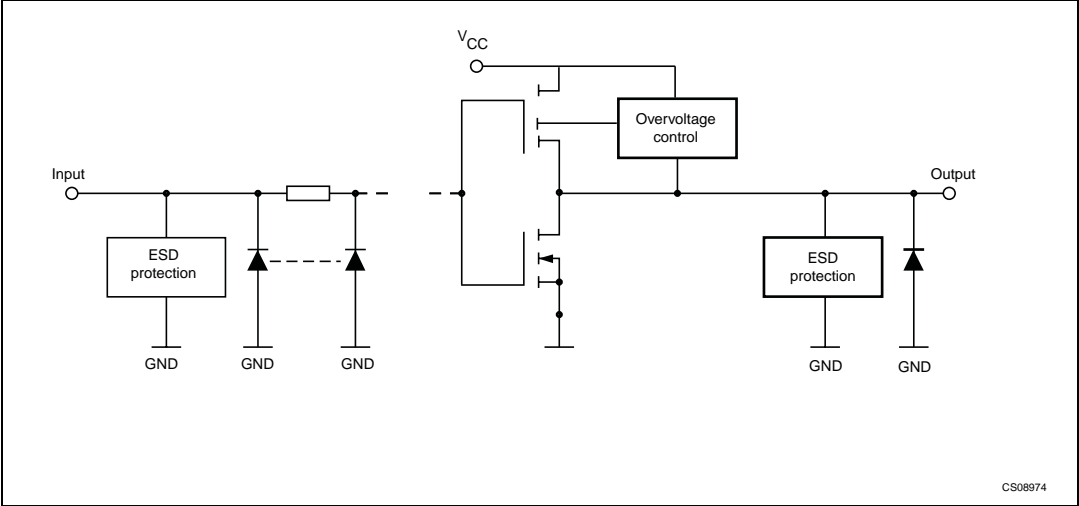 VCC
Overvoltage
control
Input
Output
ESD
protection
ESD
protection
GND
GND
GND
GND
GND
CS08974